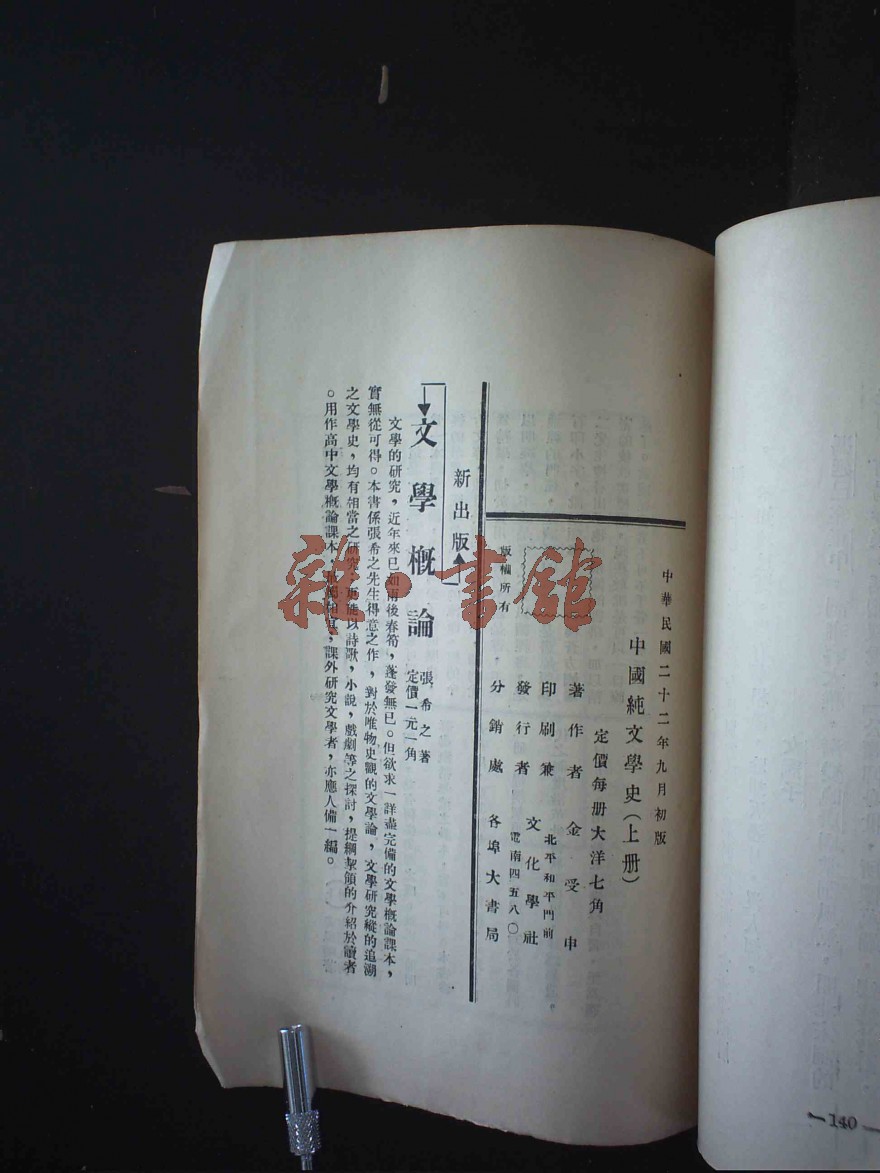 中華民國二十二年九月初版
中國純文學史(上册)
定價每册大洋七角
著作者 金受申
印刷兼
發行者
北平和平門前
文化學社
電南四五八〇
分銷處 各埠大書局
版權所有
新出版
文學概論
張希之著
定價一元一角
文學的研究,近年來已如雨後春筍,蓬發無已。但欲求一詳盡完備的文學概論課本,
實無從可得。本書係張希之先生得意之作,對於唯物史觀的文學論,文學研究縱的追溯
之文學史,均有相當之研究,更能以詩歌,小說,戲劇等之探討,提綱挈領的介紹於讀者
。用作高中文學概論課本,課外研究文學者,亦應人備一編。
雜·書館
140